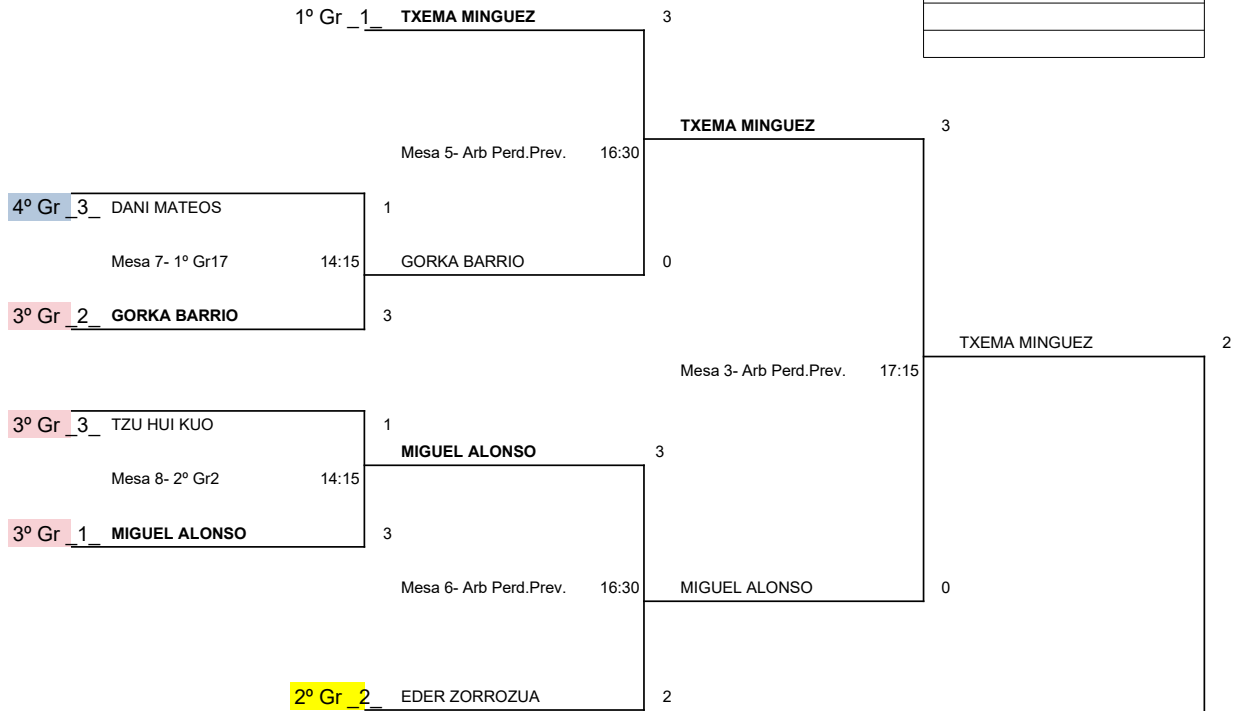 1º Gr _1_ TXEMA MINGUEZ 3
TXEMA MINGUEZ 3
Mesa 5- Arb Perd.Prev. 16:30
4º Gr _3_ DANI MATEOS 1
Mesa 7- 1º Gr17 14:15 GORKA BARRIO 0
3º Gr _2_ GORKA BARRIO 3
TXEMA MINGUEZ 2
Mesa 3- Arb Perd.Prev. 17:15
3º Gr _3_ TZU HUI KUO 1
MIGUEL ALONSO 3
Mesa 8- 2º Gr2 14:15
3º Gr _1_ MIGUEL ALONSO 3
Mesa 6- Arb Perd.Prev. 16:30 MIGUEL ALONSO 0
2º Gr _2_ EDER ZORROZUA 2